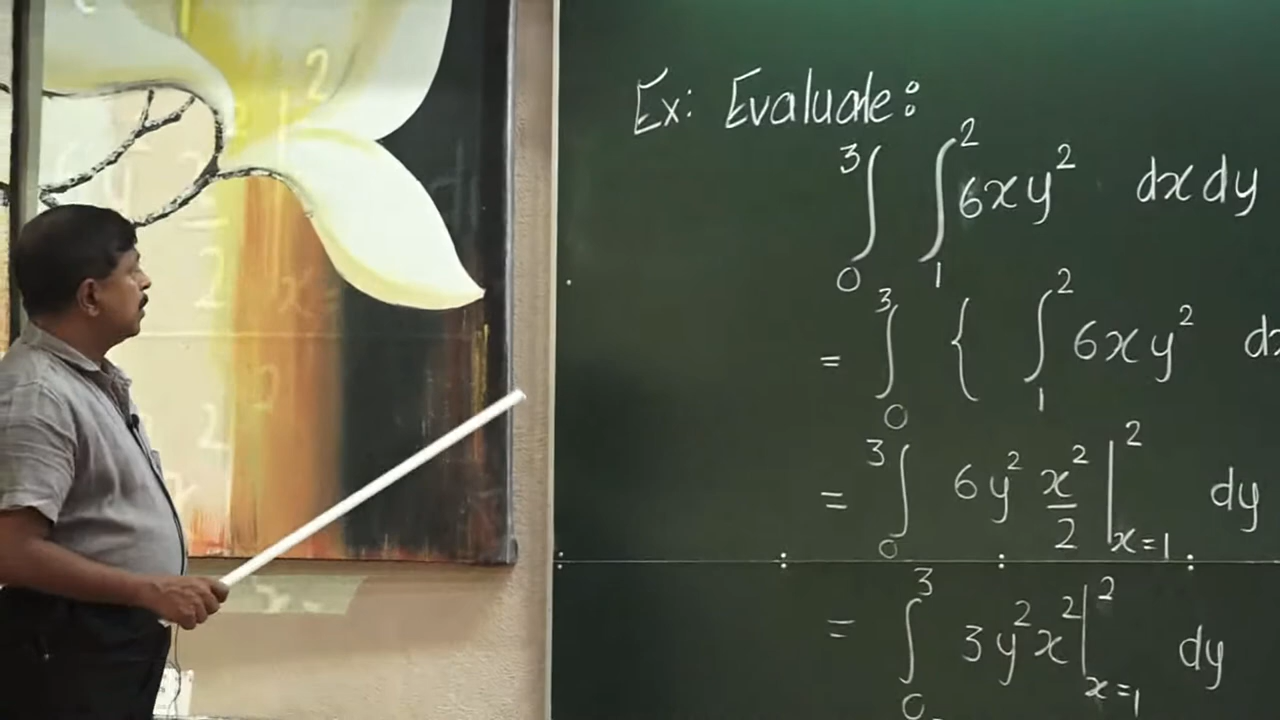 Ex: Evaluate:
∫₀³ ∫₁² 6xy² dx dy
= ∫₀³ { ∫₁² 6xy² dx
= ∫₀³ 6y² x²/2 |ₓ₌₁² dy
= ∫₀³ 3y²x² |ₓ₌₁² dy